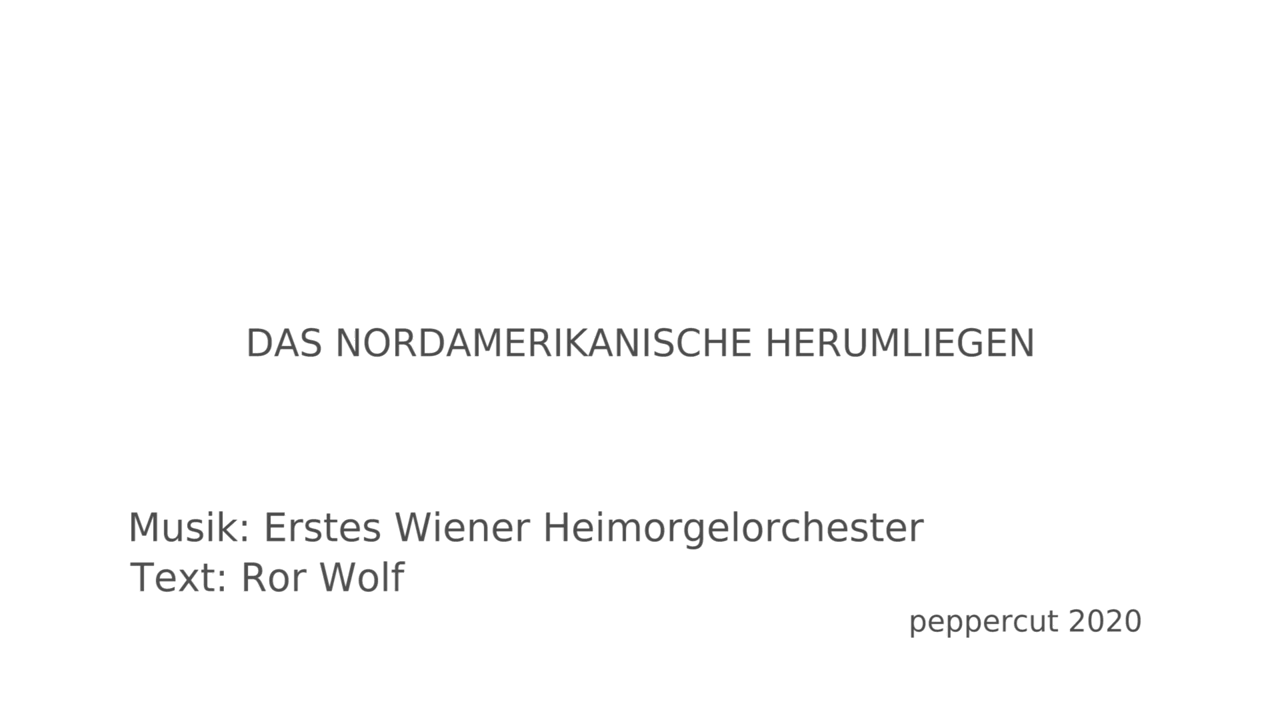 DAS NORDAMERIKANISCHE HERUMLIEGEN
Musik: Erstes Wiener Heimorgelorchester
Text: Ror Wolf
peppercut 2020